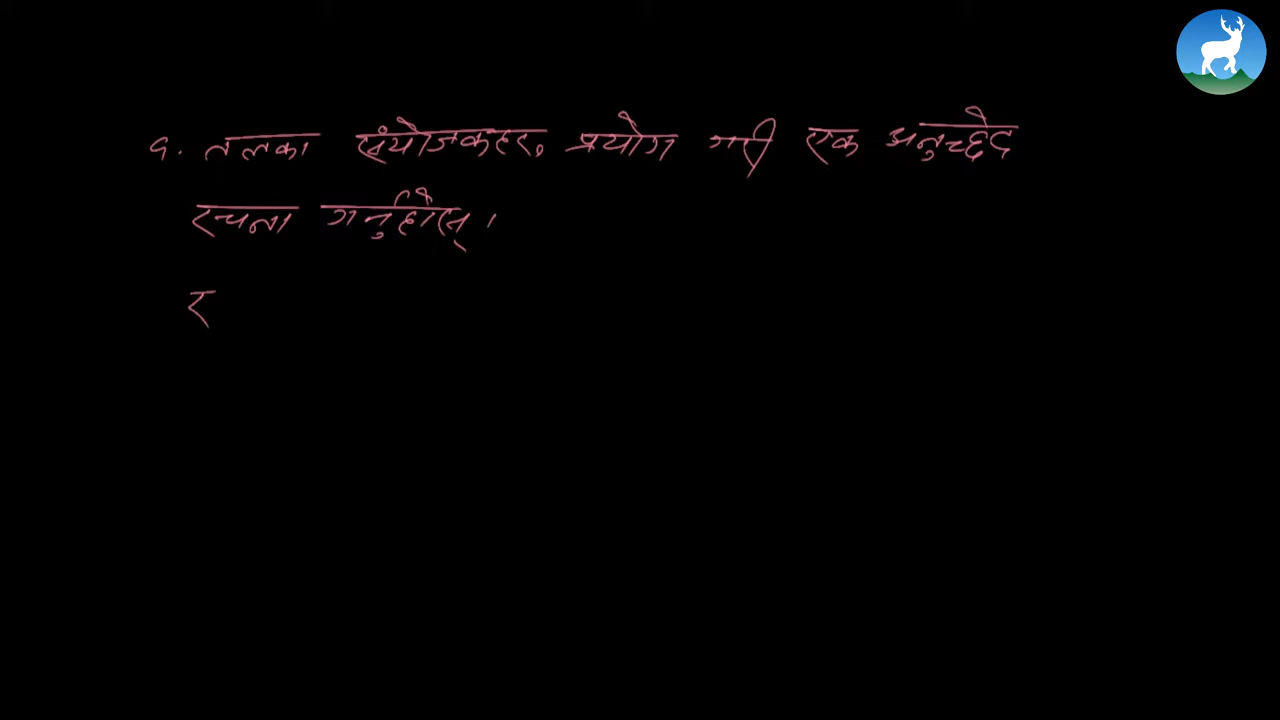 १. तलका संयोजकहरू प्रयोग गरी एक अनुच्छेद
रचना गर्नुहोस् ।
र